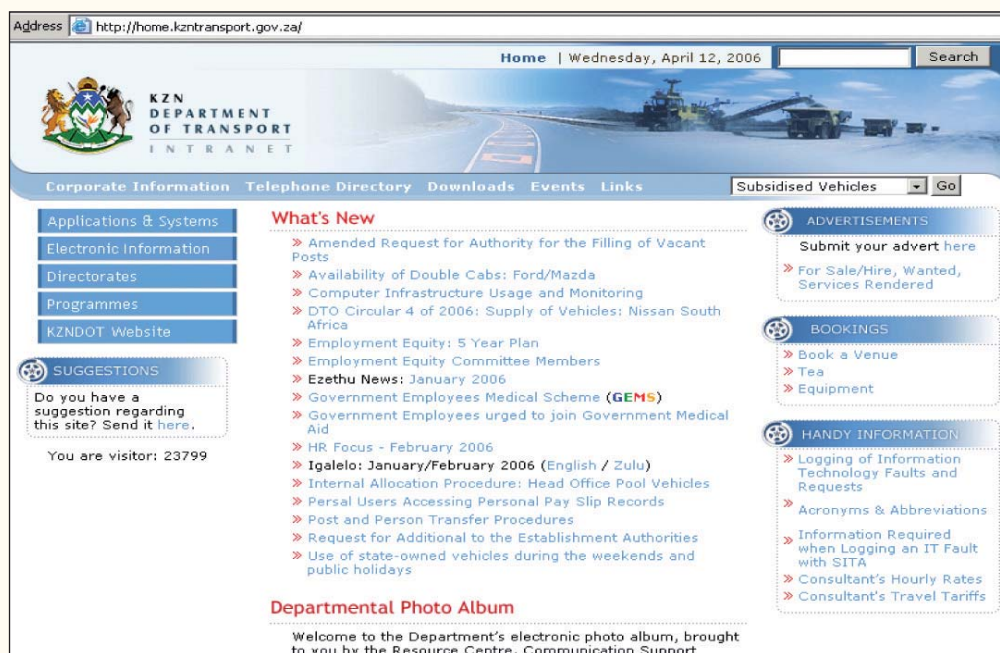 Address http://home.kzntransport.gov.za/
Home | Wednesday, April 12, 2006 Search
KZN
DEPARTMENT
OF TRANSPORT
INTRANET
Corporate Information Telephone Directory Downloads Events Links Subsidised Vehicles Go
Applications & Systems
Electronic Information
Directorates
Programmes
KZNDOT Website
SUGGESTIONS
Do you have a
suggestion regarding
this site? Send it here.
You are visitor: 23799
What's New
» Amended Request for Authority for the Filling of Vacant
Posts
» Availability of Double Cabs: Ford/Mazda
» Computer Infrastructure Usage and Monitoring
» DTO Circular 4 of 2006: Supply of Vehicles: Nissan South
Africa
» Employment Equity: 5 Year Plan
» Employment Equity Committee Members
» Ezethu News: January 2006
» Government Employees Medical Scheme (GEMS)
» Government Employees urged to join Government Medical
Aid
» HR Focus - February 2006
» Igalelo: January/February 2006 (English / Zulu)
» Internal Allocation Procedure: Head Office Pool Vehicles
» Persal Users Accessing Personal Pay Slip Records
» Post and Person Transfer Procedures
» Request for Additional to the Establishment Authorities
» Use of state-owned vehicles during the weekends and
public holidays
Departmental Photo Album
Welcome to the Department's electronic photo album, brought
to you by the Resource Centre, Communication Support
ADVERTISEMENTS
Submit your advert here
» For Sale/Hire, Wanted,
Services Rendered
BOOKINGS
» Book a Venue
» Tea
» Equipment
HANDY INFORMATION
» Logging of Information
Technology Faults and
Requests
» Acronyms & Abbreviations
» Information Required
when Logging an IT Fault
with SITA
» Consultant's Hourly Rates
» Consultant's Travel Tariffs